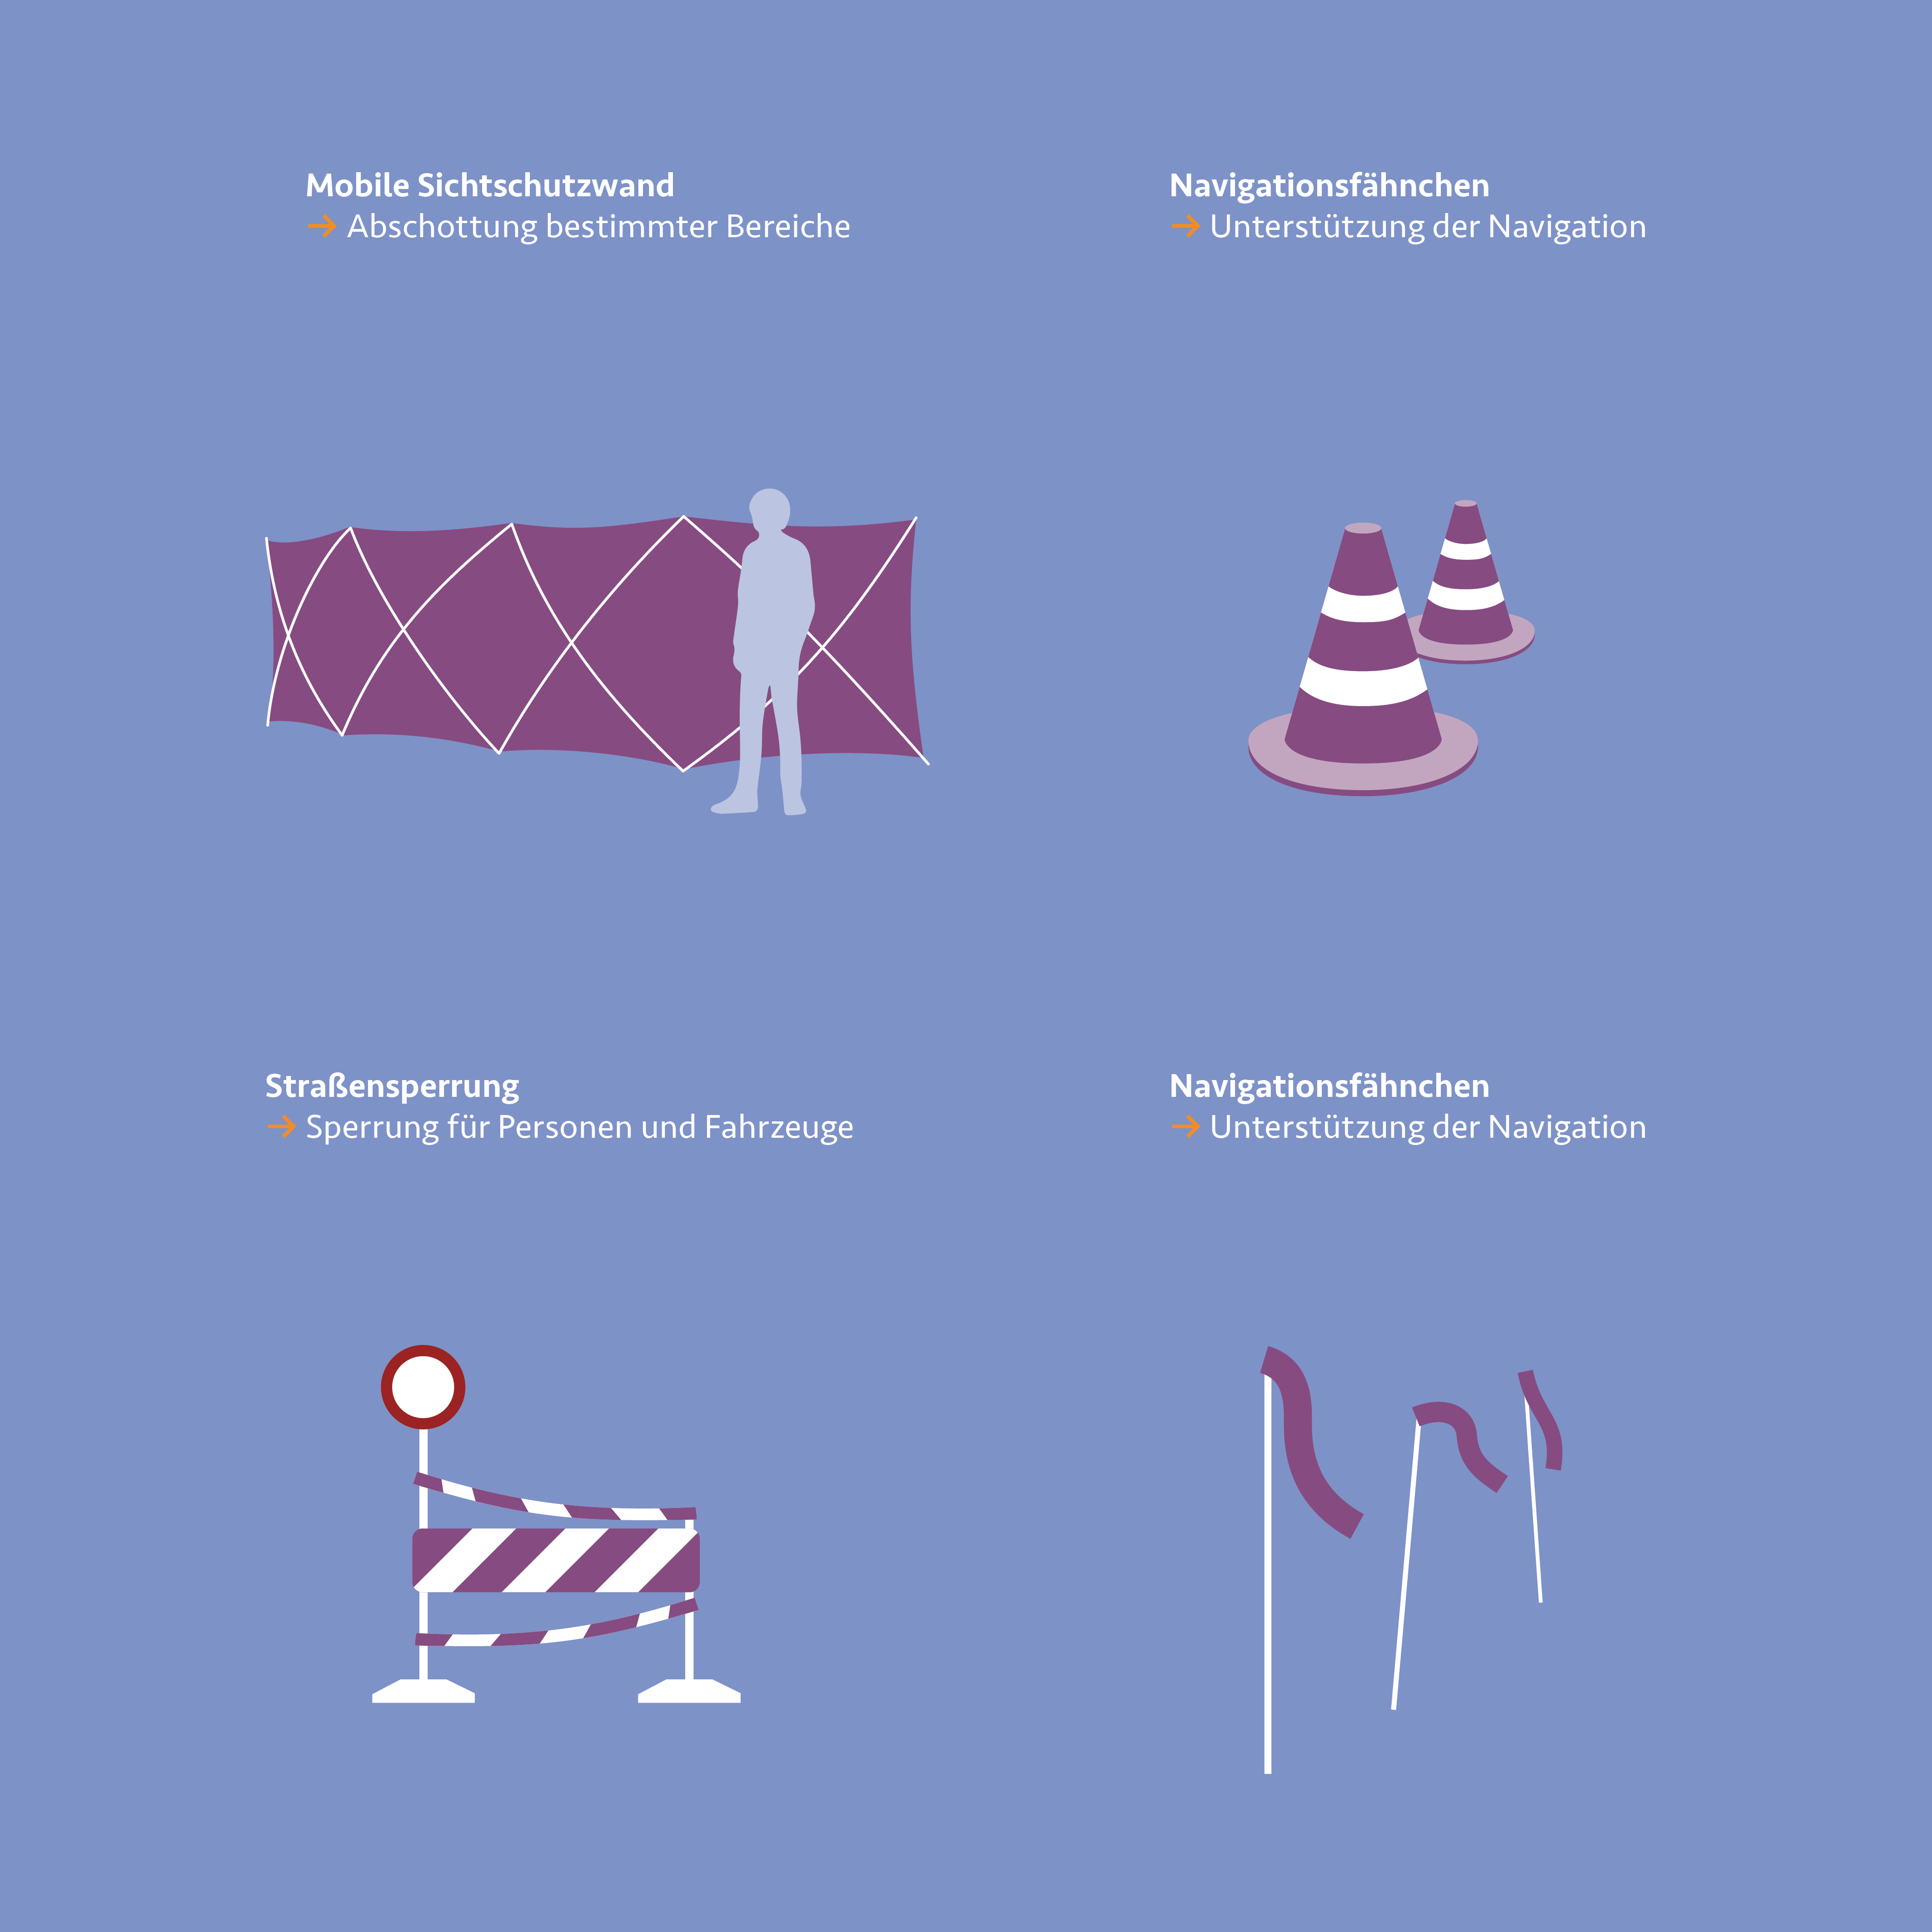 Mobile Sichtschutzwand
→ Abschottung bestimmter Bereiche
Navigationsfähnchen
→ Unterstützung der Navigation
Straßensperrung
→ Sperrung für Personen und Fahrzeuge
Navigationsfähnchen
→ Unterstützung der Navigation